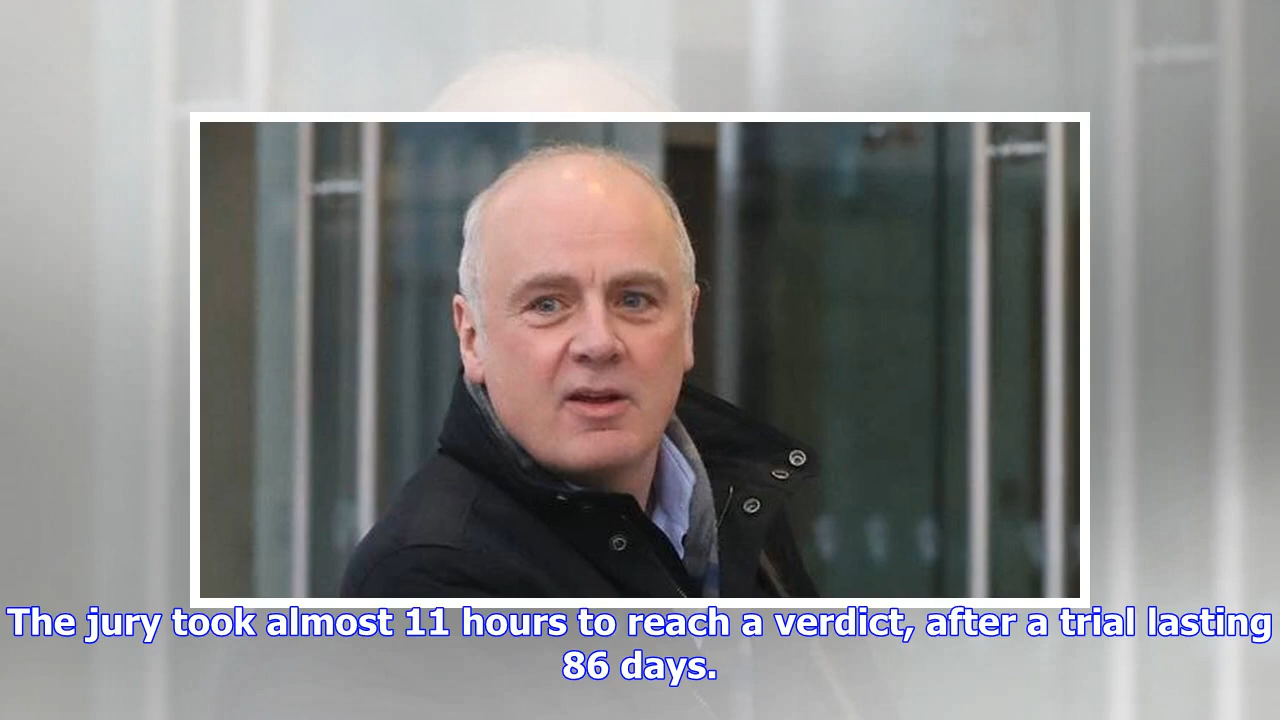 The jury took almost 11 hours to reach a verdict, after a trial lasting
86 days.